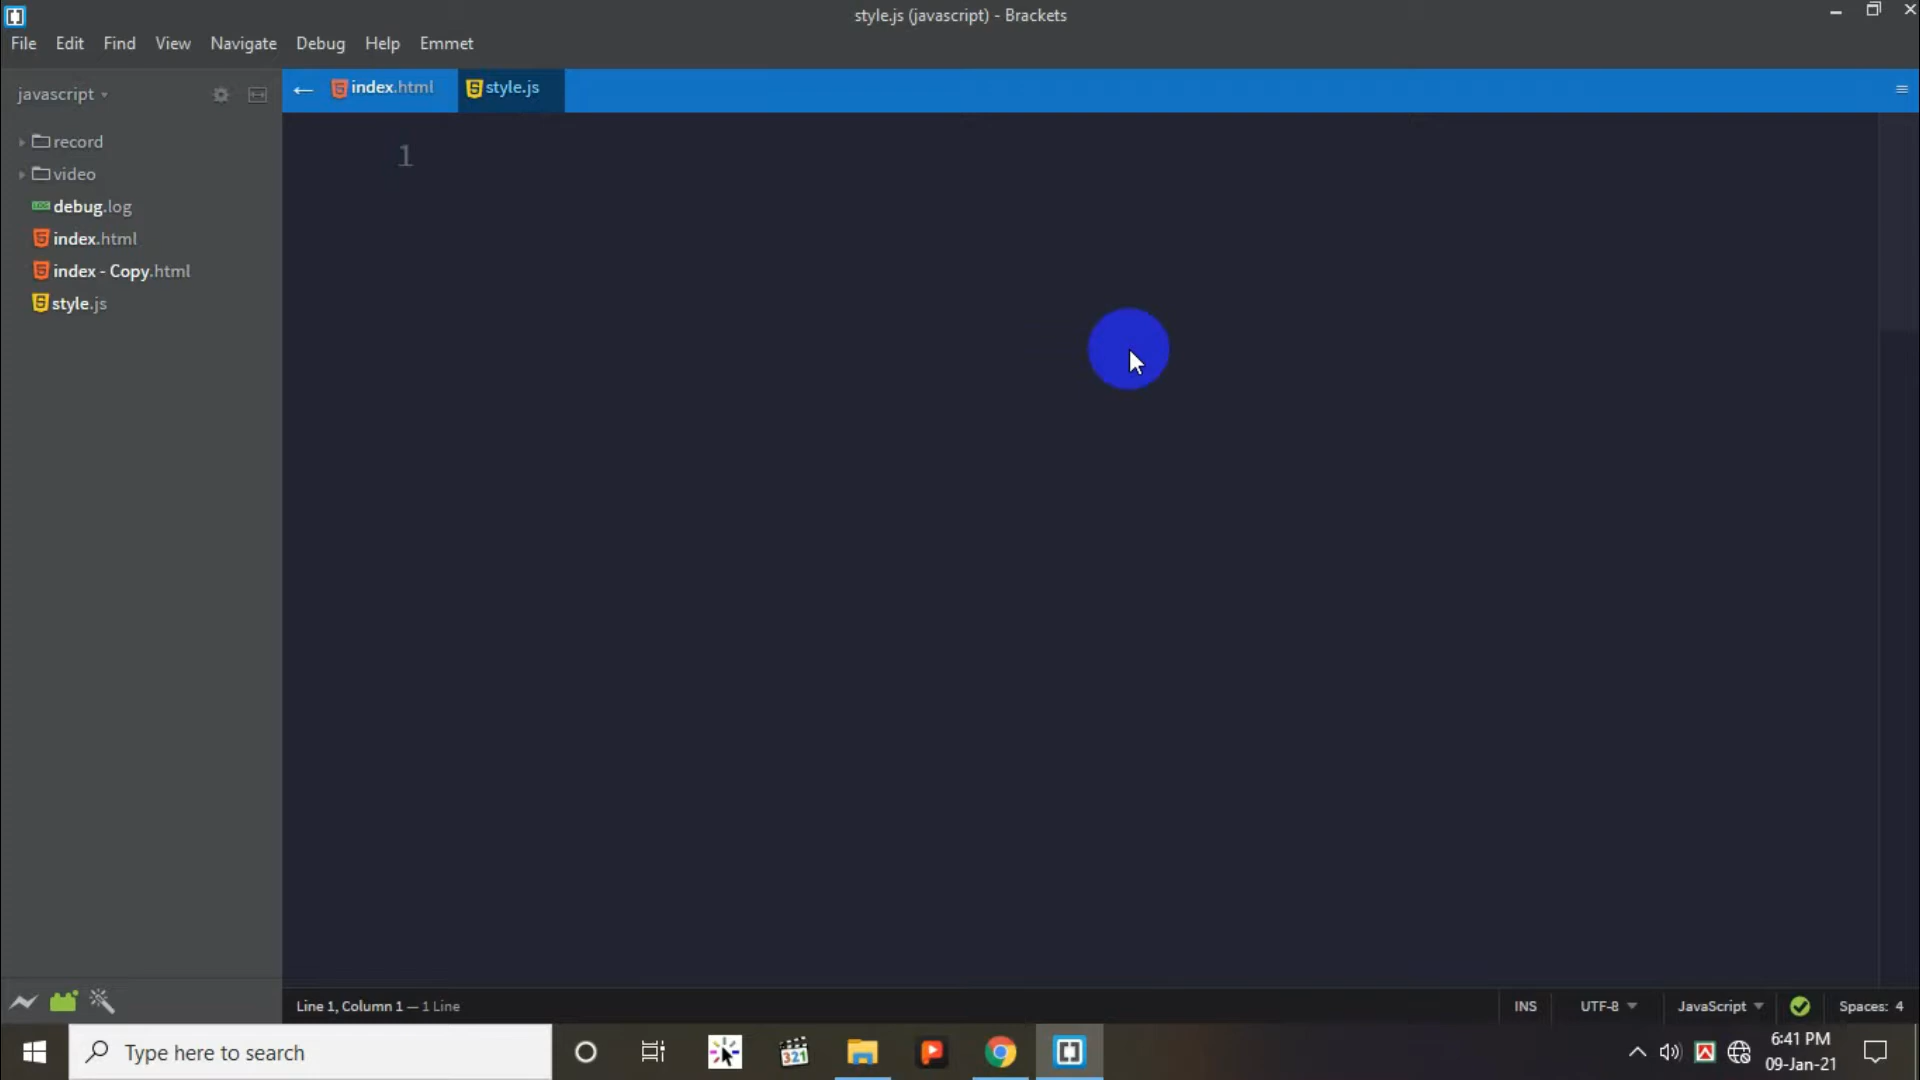 style.js (javascript) - Brackets
File Edit Find View Navigate Debug Help Emmet
javascript
index.html
style.js
1
record
video
debug.log
index.html
index - Copy.html
style.js
Line 1, Column 1 — 1 Line
INS
UTF-8
JavaScript
Spaces: 4
Type here to search
321
6:41 PM
09-Jan-21